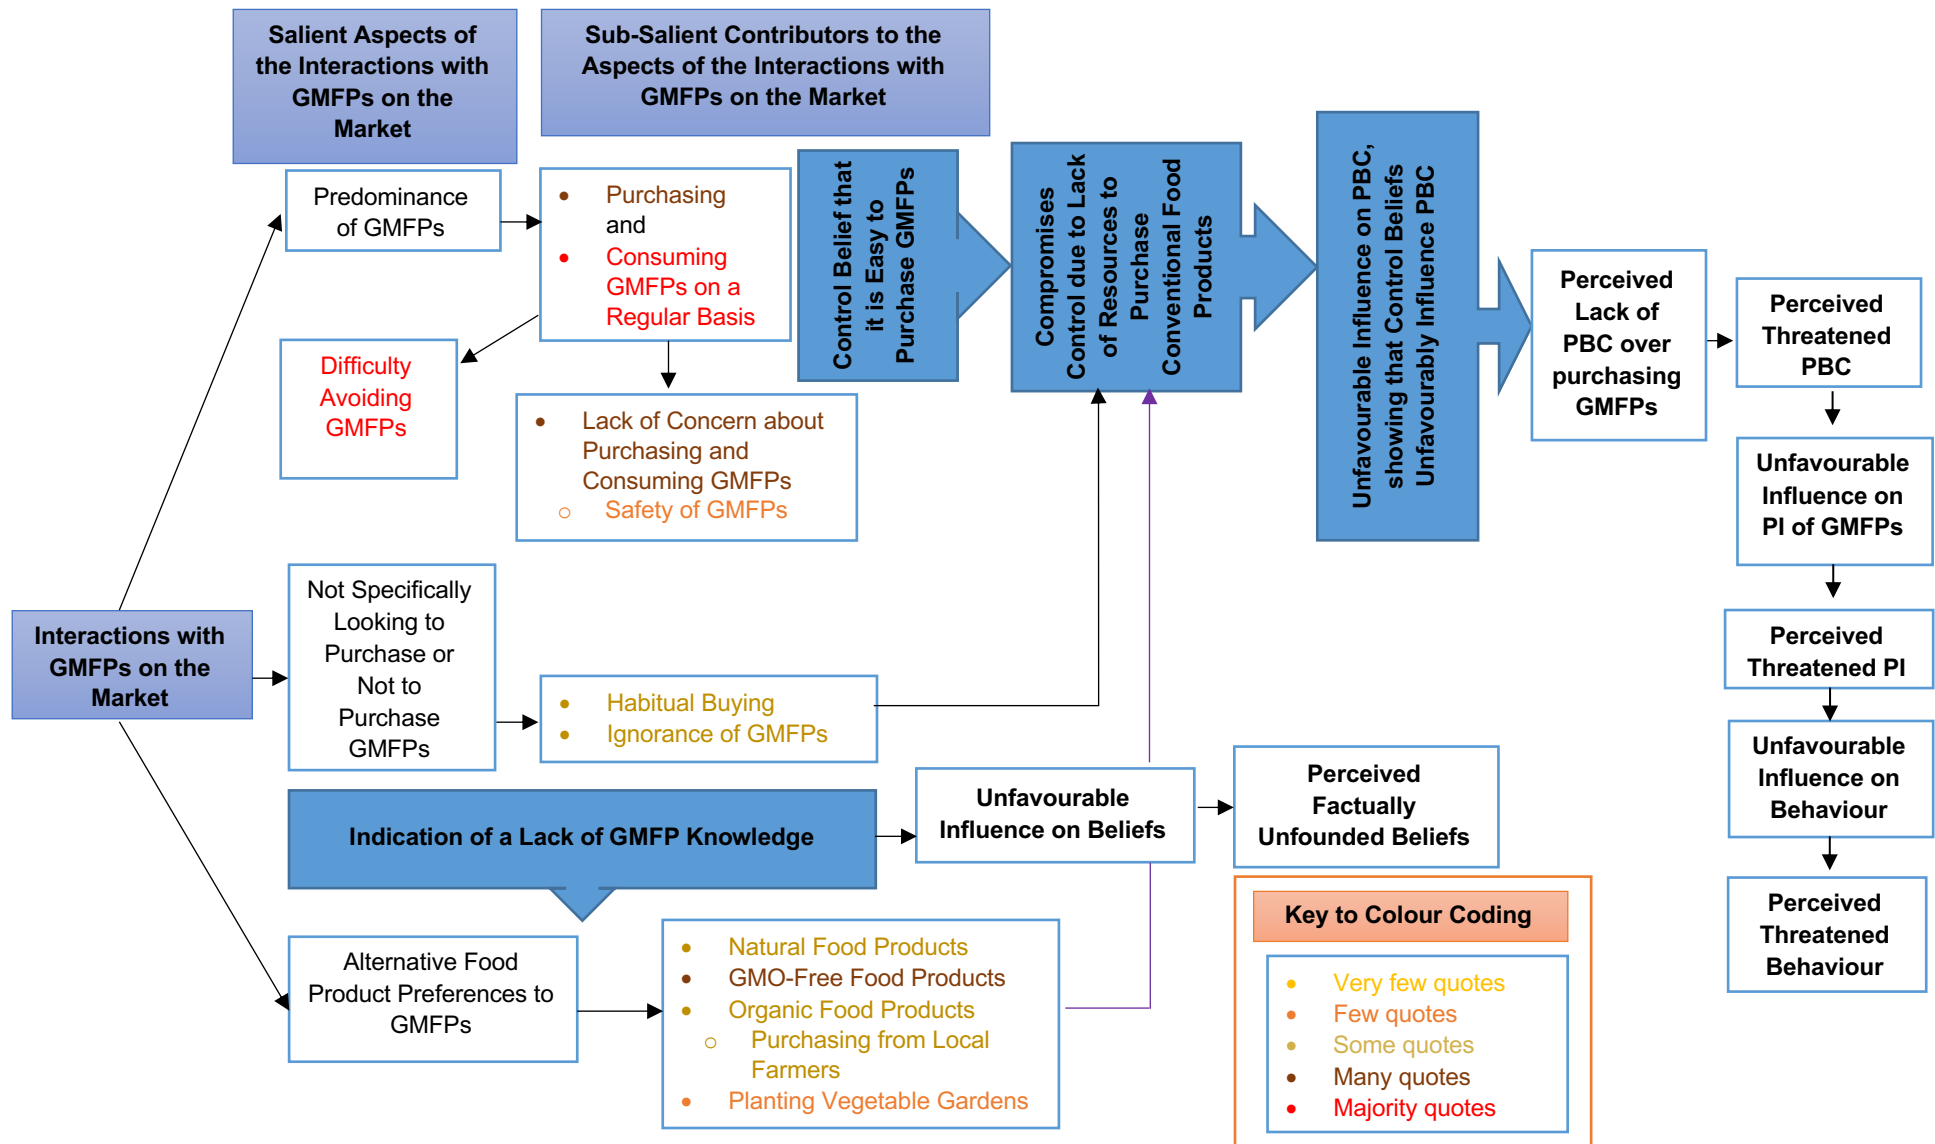 Salient Aspects of
the Interactions with
GMFPs on the
Market
Sub-Salient Contributors to the
Aspects of the Interactions with
GMFPs on the Market
Predominance
of GMFPs
• Purchasing
and
• Consuming
GMFPs on a
Regular Basis
Difficulty
Avoiding
GMFPs
• Lack of Concern about
Purchasing and
Consuming GMFPs
o Safety of GMFPs
Control Belief that
it is Easy to
Purchase GMFPs
Compromises
Control due to Lack
of Resources to
Purchase
Conventional Food
Products
Unfavourable Influence on PBC,
showing that Control Beliefs
Unfavourably Influence PBC
Perceived
Lack of
PBC over
purchasing
GMFPs
Perceived
Threatened
PBC
Unfavourable
Influence on
PI of GMFPs
Perceived
Threatened PI
Unfavourable
Influence on
Behaviour
Perceived
Threatened
Behaviour
Interactions with
GMFPs on the
Market
Not Specifically
Looking to
Purchase or
Not to
Purchase
GMFPs
• Habitual Buying
• Ignorance of GMFPs
Indication of a Lack of GMFP Knowledge
Unfavourable
Influence on Beliefs
Perceived
Factually
Unfounded Beliefs
Alternative Food
Product Preferences to
GMFPs
• Natural Food Products
• GMO-Free Food Products
• Organic Food Products
o Purchasing from Local
Farmers
• Planting Vegetable Gardens
Key to Colour Coding
• Very few quotes
• Few quotes
• Some quotes
• Many quotes
• Majority quotes